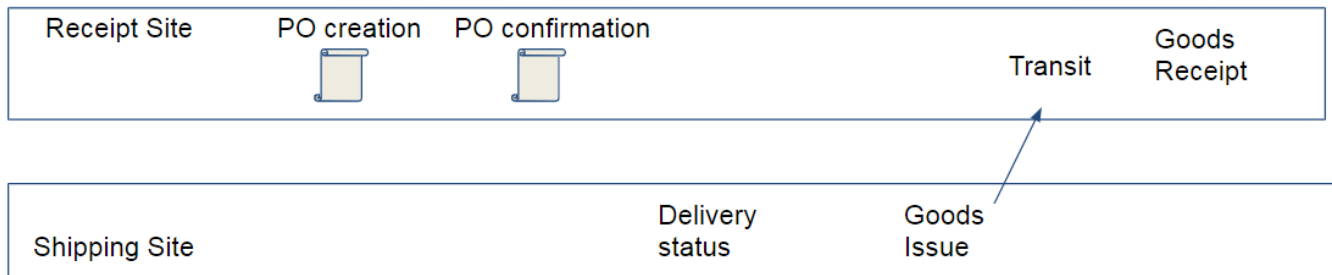 Receipt Site
PO creation
PO confirmation
Transit
Goods
Receipt
Shipping Site
Delivery
status
Goods
Issue